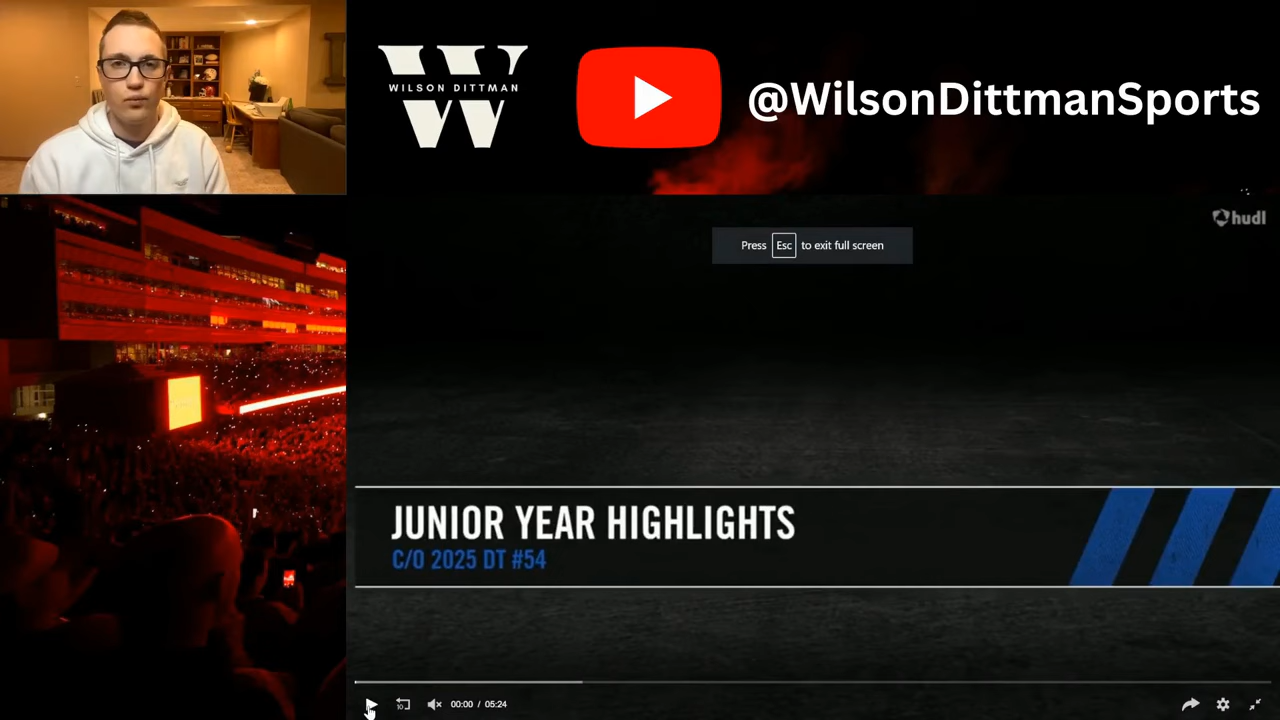 WILSON DITTMAN
@WilsonDittmanSports
hudl
Press Esc to exit full screen
JUNIOR YEAR HIGHLIGHTS
C/O 2025 DT #54
10
00:00 / 05:24